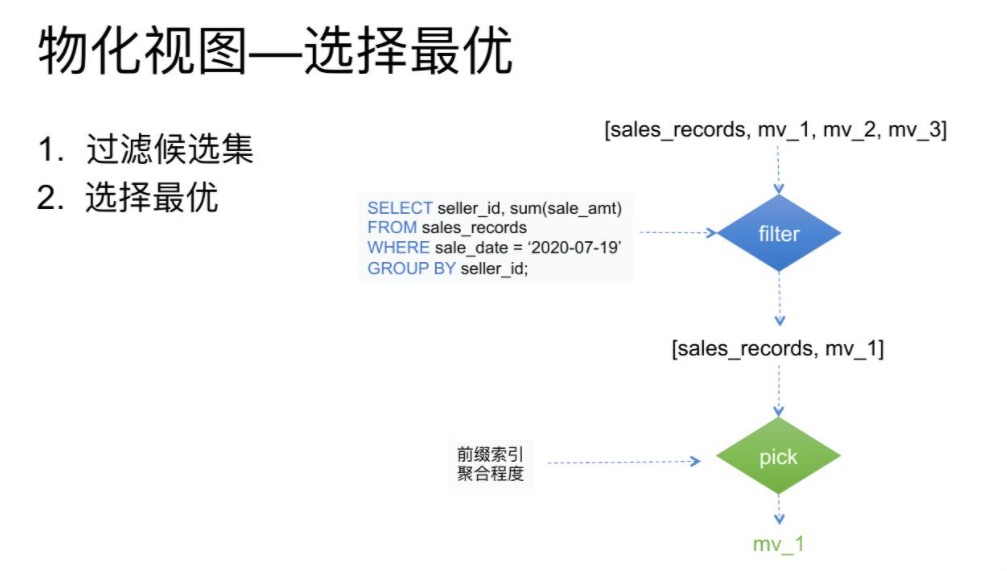 物化视图—选择最优
1. 过滤候选集
2. 选择最优
[sales_records, mv_1, mv_2, mv_3]
SELECT seller_id, sum(sale_amt)
FROM sales_records
WHERE sale_date = ‘2020-07-19’
GROUP BY seller_id;
filter
[sales_records, mv_1]
前缀索引
聚合程度
pick
mv_1